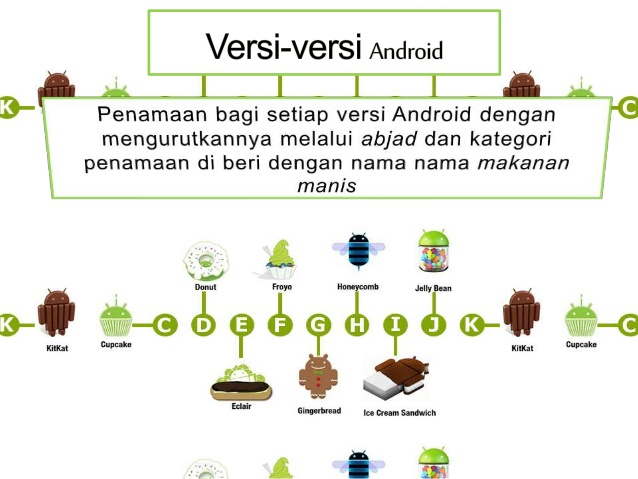 Versi-versi Android
K
C
Penamaan bagi setiap versi Android dengan
mengurutkannya melalui abjad dan kategori
penamaan di beri dengan nama nama makanan
manis
Donut Froyo Honeycomb Jelly Bean
K C D E F G H I J K C
KitKat Cupcake KitKat Cupcake
Eclair Gingerbread Ice Cream Sandwich